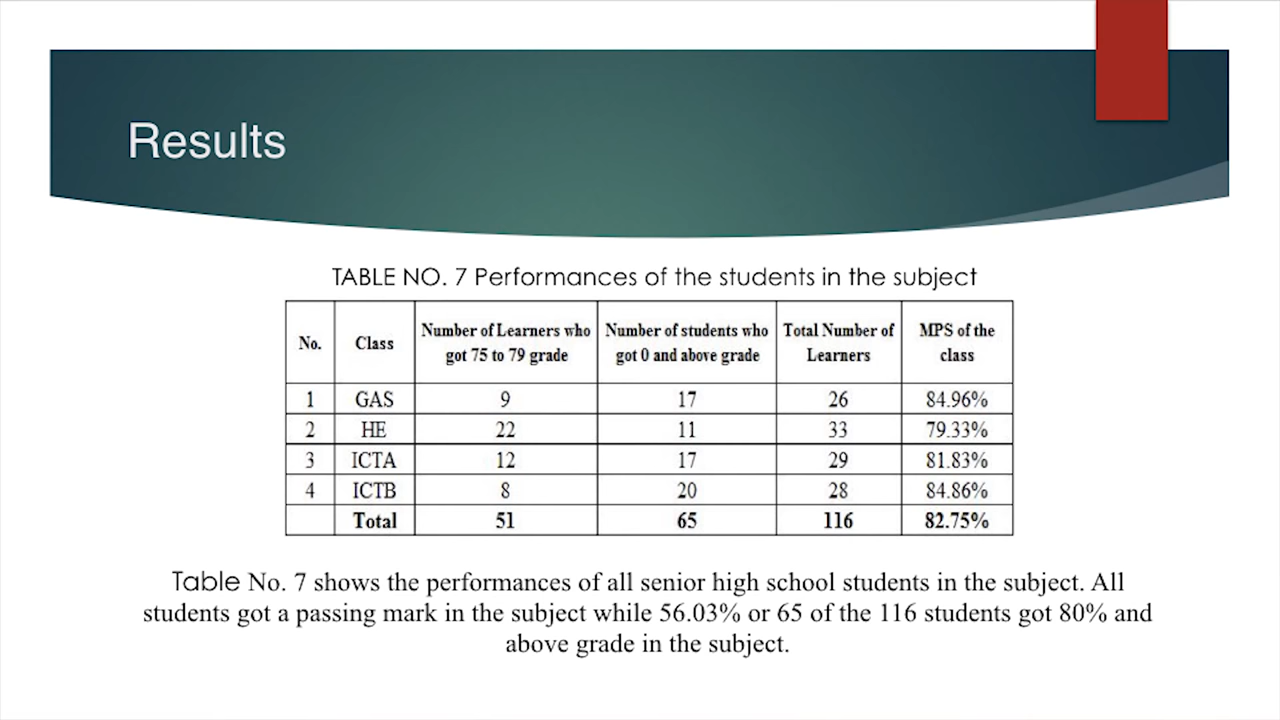 Results
TABLE NO. 7 Performances of the students in the subject
No. Class Number of Learners who got 75 to 79 grade Number of students who got 0 and above grade Total Number of Learners MPS of the class
1 GAS 9 17 26 84.96%
2 HE 22 11 33 79.33%
3 ICTA 12 17 29 81.83%
4 ICTB 8 20 28 84.86%
Total 51 65 116 82.75%
Table No. 7 shows the performances of all senior high school students in the subject. All
students got a passing mark in the subject while 56.03% or 65 of the 116 students got 80% and
above grade in the subject.